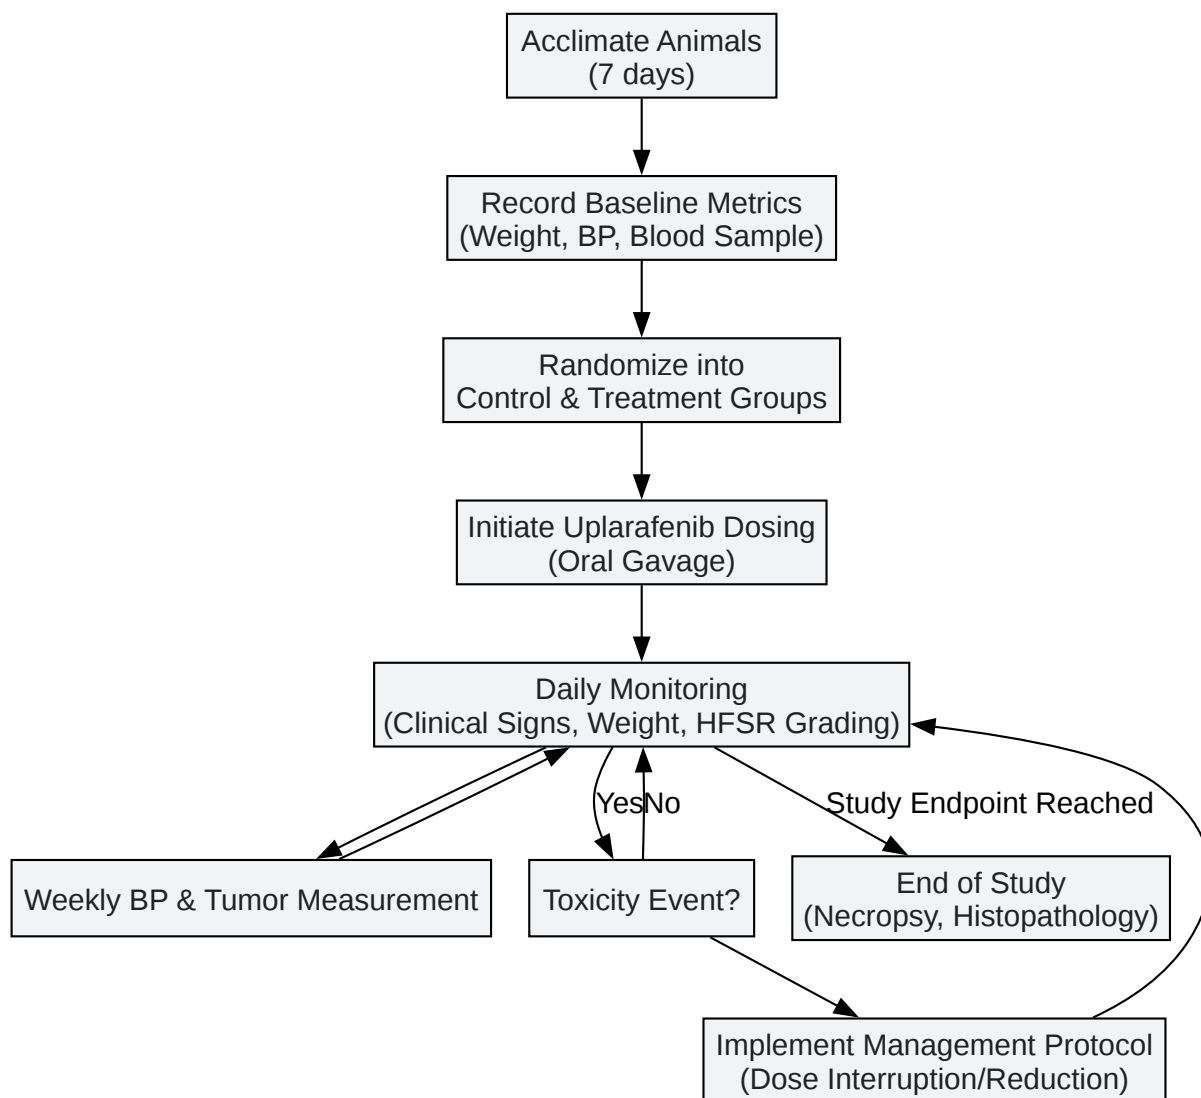 Acclimate Animals
(7 days)
Record Baseline Metrics
(Weight, BP, Blood Sample)
Randomize into
Control & Treatment Groups
Initiate Uplarafenib Dosing
(Oral Gavage)
Daily Monitoring
(Clinical Signs, Weight, HFSR Grading)
Yes
No
Study Endpoint Reached
Weekly BP & Tumor Measurement
Toxicity Event?
End of Study
(Necropsy, Histopathology)
Implement Management Protocol
(Dose Interruption/Reduction)